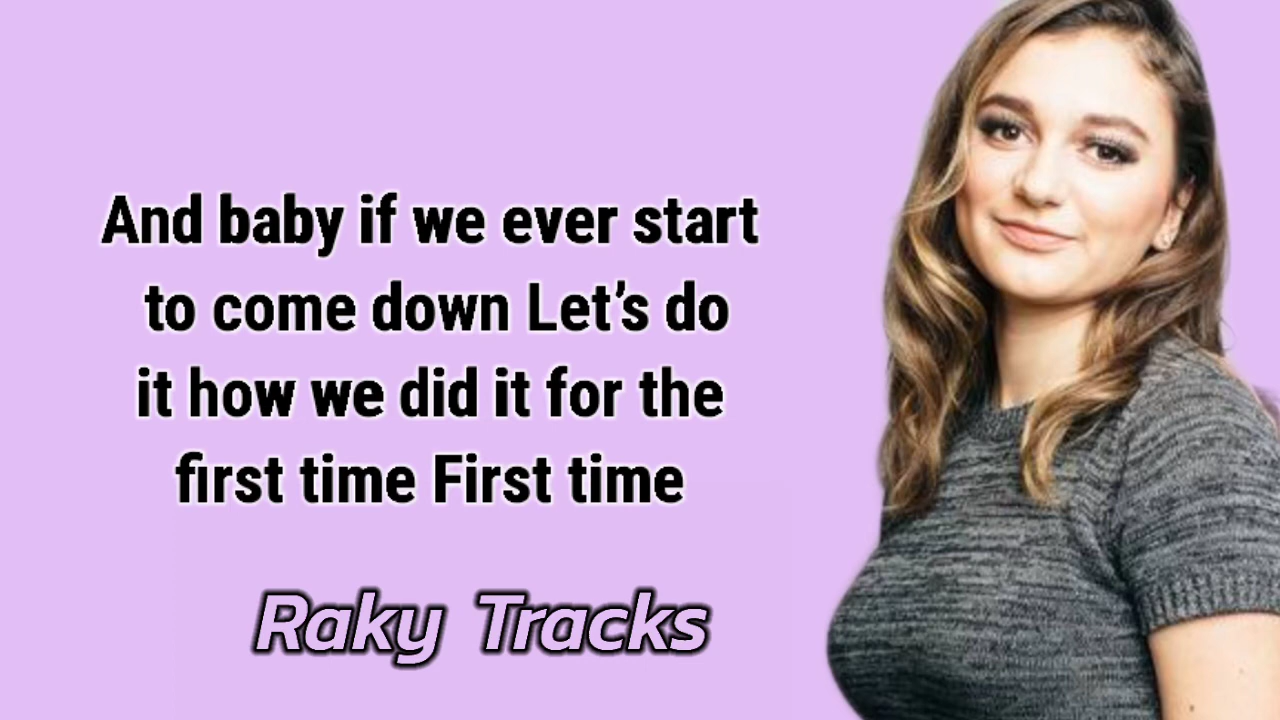 And baby if we ever start
to come down Let’s do
it how we did it for the
first time First time
Raky Tracks